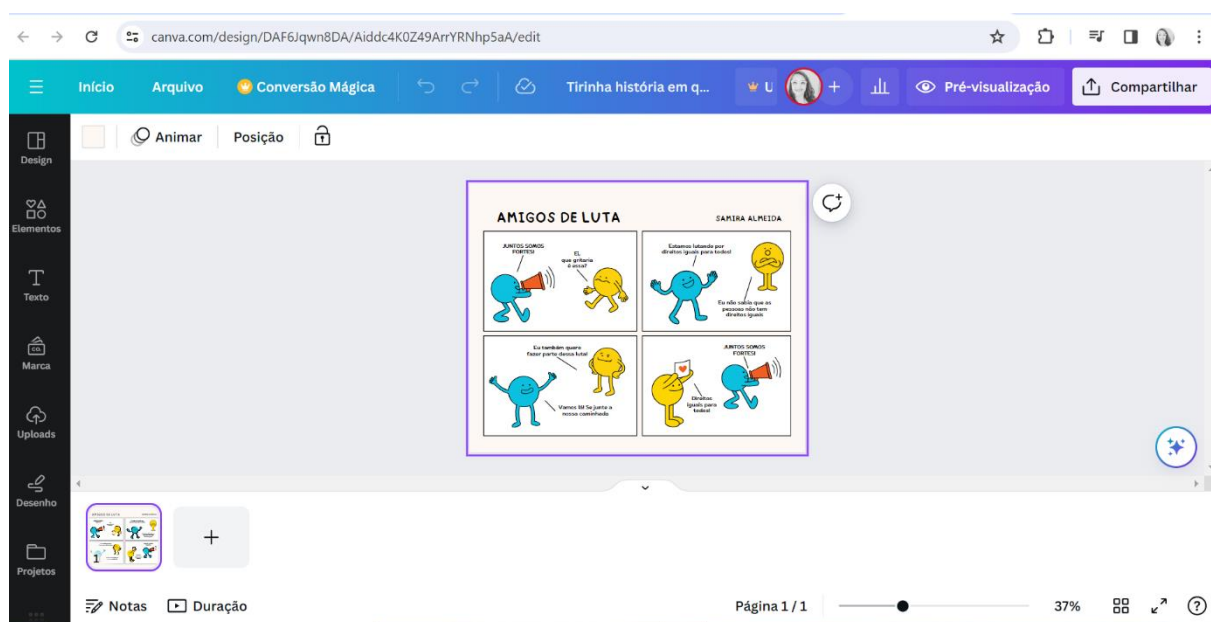 canva.com/design/DAF6Jqwn8DA/Aiddc4K0Z49ArrYRNhp5aA/edit
Início Arquivo Conversão Mágica Tirinha história em q... U + Pré-visualização Compartilhar
Design
Animar Posição
Elementos
Texto
Marca
CO.
Uploads
Desenho
Projetos
AMIGOS DE LUTA
SAMIRA ALMEIDA
JUNTOS SOMOS
FORTES!
EI,
que gritaria
é essa?
Estamos lutando por
direitos iguais para todos!
Eu não sabia que as
pessoas não tem
direitos iguais
Eu também quero
fazer parte dessa luta!
Vamos lá! Se junte a
nossa caminhada
JUNTOS SOMOS
FORTES!
Direitos
iguais para
todos!
1
Notas Duração
Página 1 / 1
37%